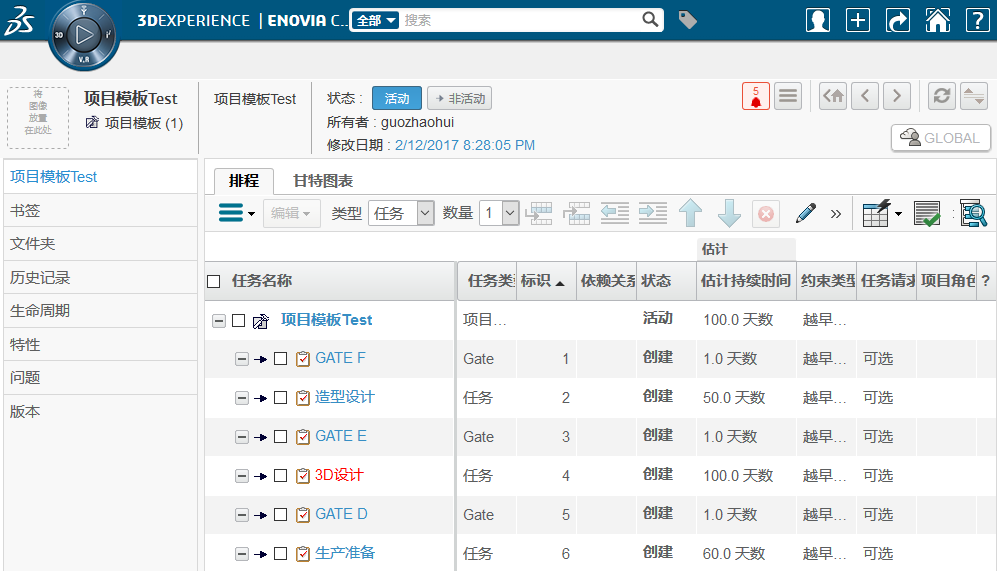 3DEXPERIENCE | ENOVIA C... 全部 搜索
3D V.R
将
图像
放置
在此处
项目模板Test
项目模板 (1)
项目模板Test
状态 : 活动 非活动
所有者 : guozhaohui
修改日期 : 2/12/2017 8:28:05 PM
5
GLOBAL
项目模板Test
书签
文件夹
历史记录
生命周期
特性
问题
版本
排程 甘特图表
编辑 类型 任务 数量 1 »
估计
任务名称 任务类 标识 依赖关系 状态 估计持续时间 约束类型 任务请求 项目角色 ?
项目模板Test 项目... 活动 100.0 天数 越早...
GATE F Gate 1 创建 1.0 天数 越早... 可选
造型设计 任务 2 创建 50.0 天数 越早... 可选
GATE E Gate 3 创建 1.0 天数 越早... 可选
3D设计 任务 4 创建 100.0 天数 越早... 可选
GATE D Gate 5 创建 1.0 天数 越早... 可选
生产准备 任务 6 创建 60.0 天数 越早... 可选